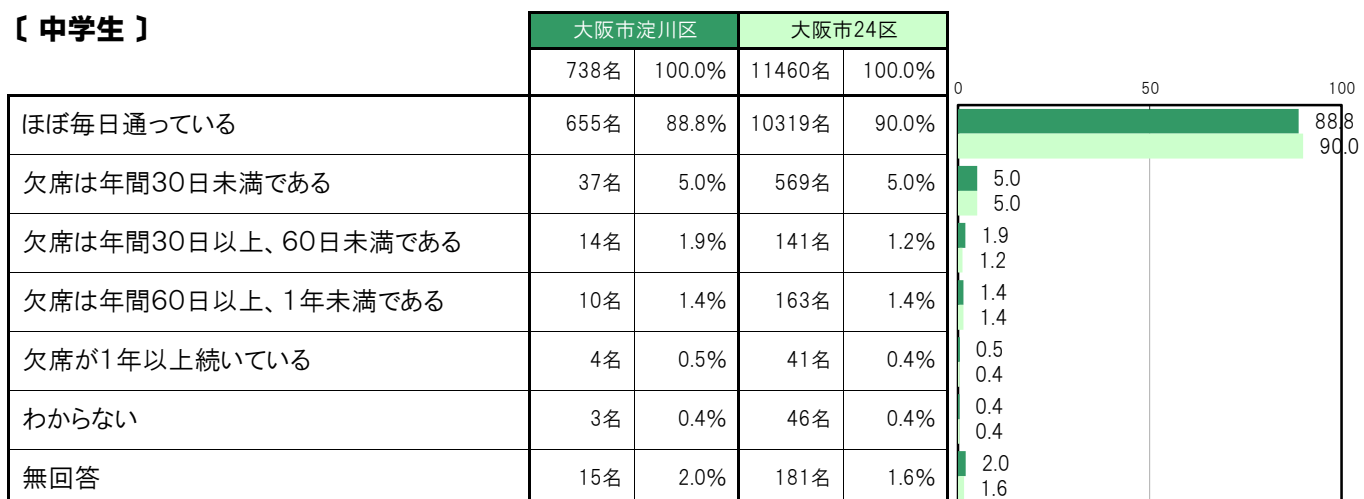 〔 中学生 〕
大阪市淀川区 大阪市24区
738名 100.0% 11460名 100.0%
0 50 100
ほぼ毎日通っている 655名 88.8% 10319名 90.0% 88.8
90.0
欠席は年間30日未満である 37名 5.0% 569名 5.0% 5.0
5.0
欠席は年間30日以上、60日未満である 14名 1.9% 141名 1.2% 1.9
1.2
欠席は年間60日以上、1年未満である 10名 1.4% 163名 1.4% 1.4
1.4
欠席が1年以上続いている 4名 0.5% 41名 0.4% 0.5
0.4
わからない 3名 0.4% 46名 0.4% 0.4
0.4
無回答 15名 2.0% 181名 1.6% 2.0
1.6